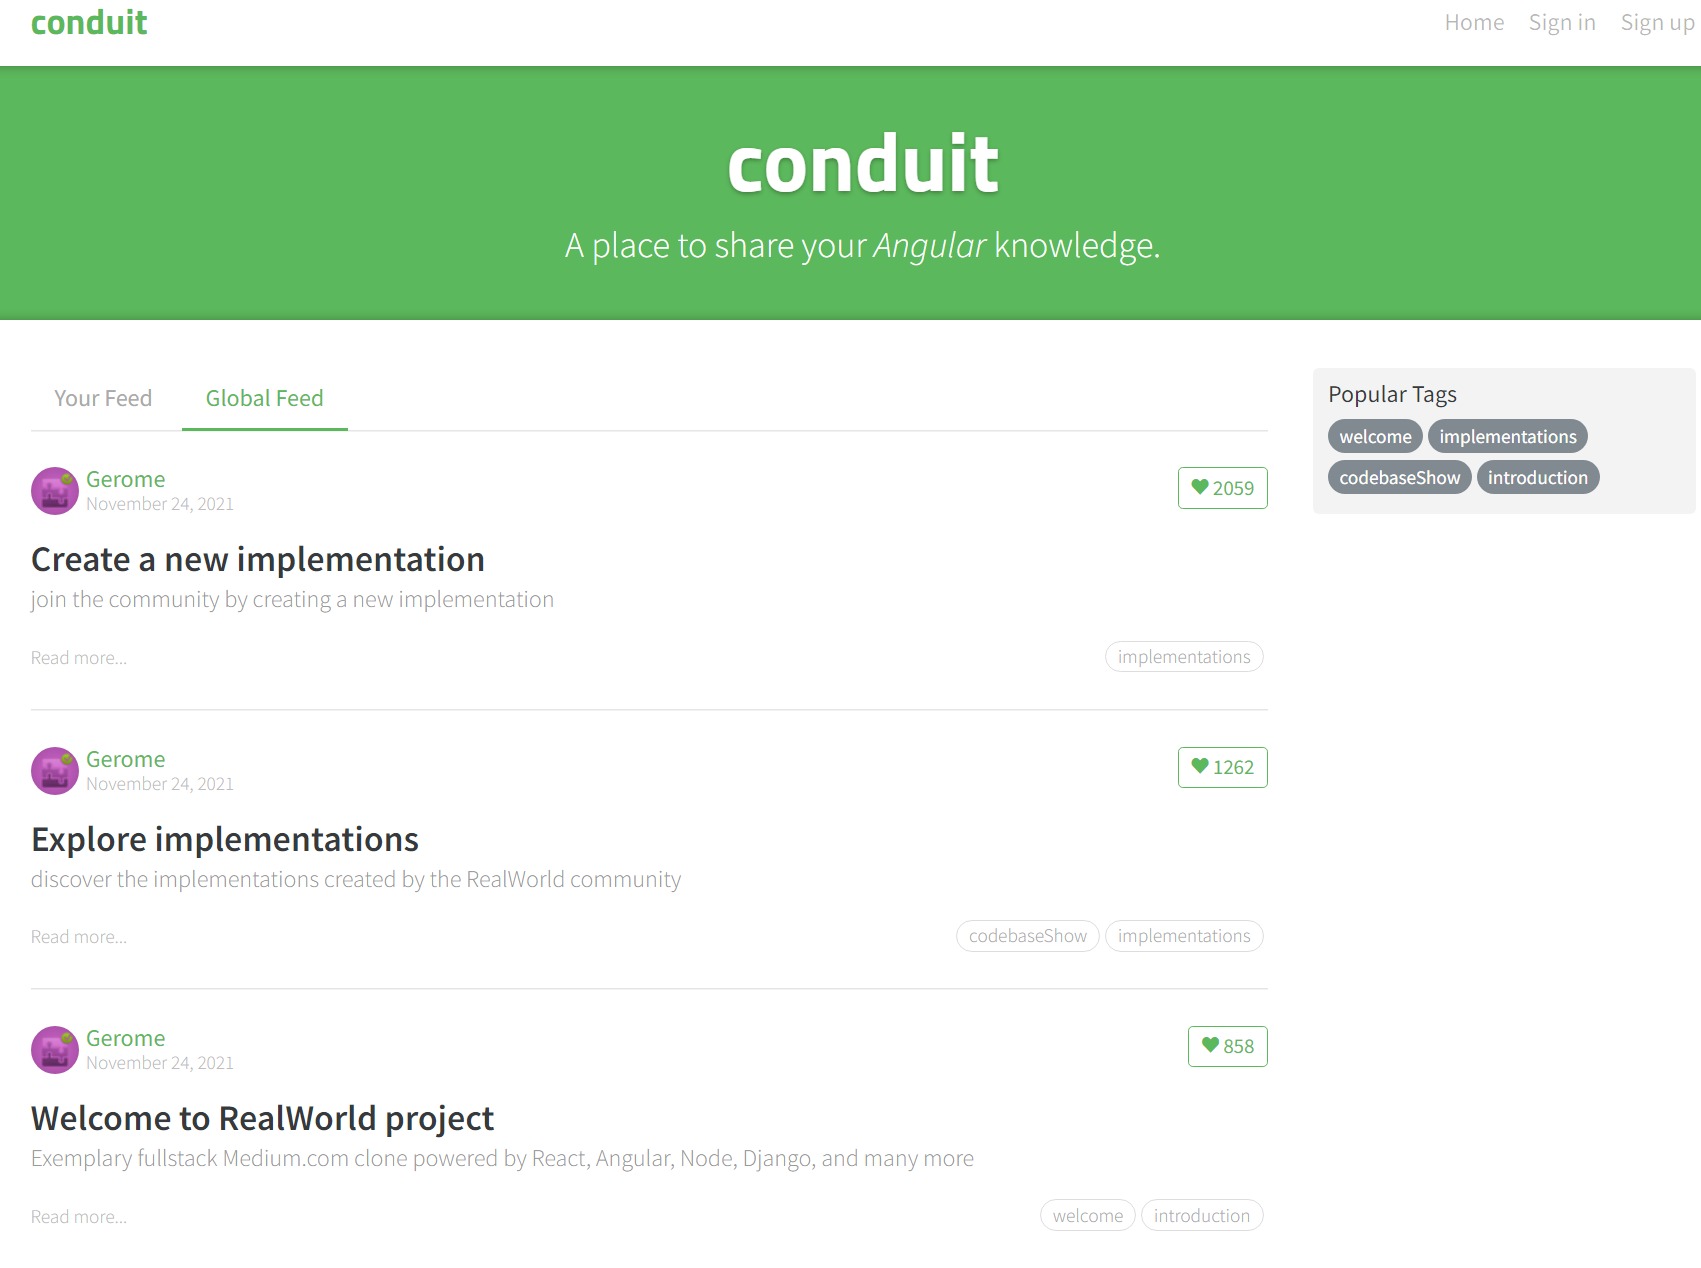 conduit
Home Sign in Sign up
conduit
A place to share your Angular knowledge.
Your Feed Global Feed
Popular Tags
welcome implementations
codebaseShow introduction
Gerome
November 24, 2021
2059
Create a new implementation
join the community by creating a new implementation
Read more...
implementations
Gerome
November 24, 2021
1262
Explore implementations
discover the implementations created by the RealWorld community
Read more...
codebaseShow implementations
Gerome
November 24, 2021
858
Welcome to RealWorld project
Exemplary fullstack Medium.com clone powered by React, Angular, Node, Django, and many more
Read more...
welcome introduction